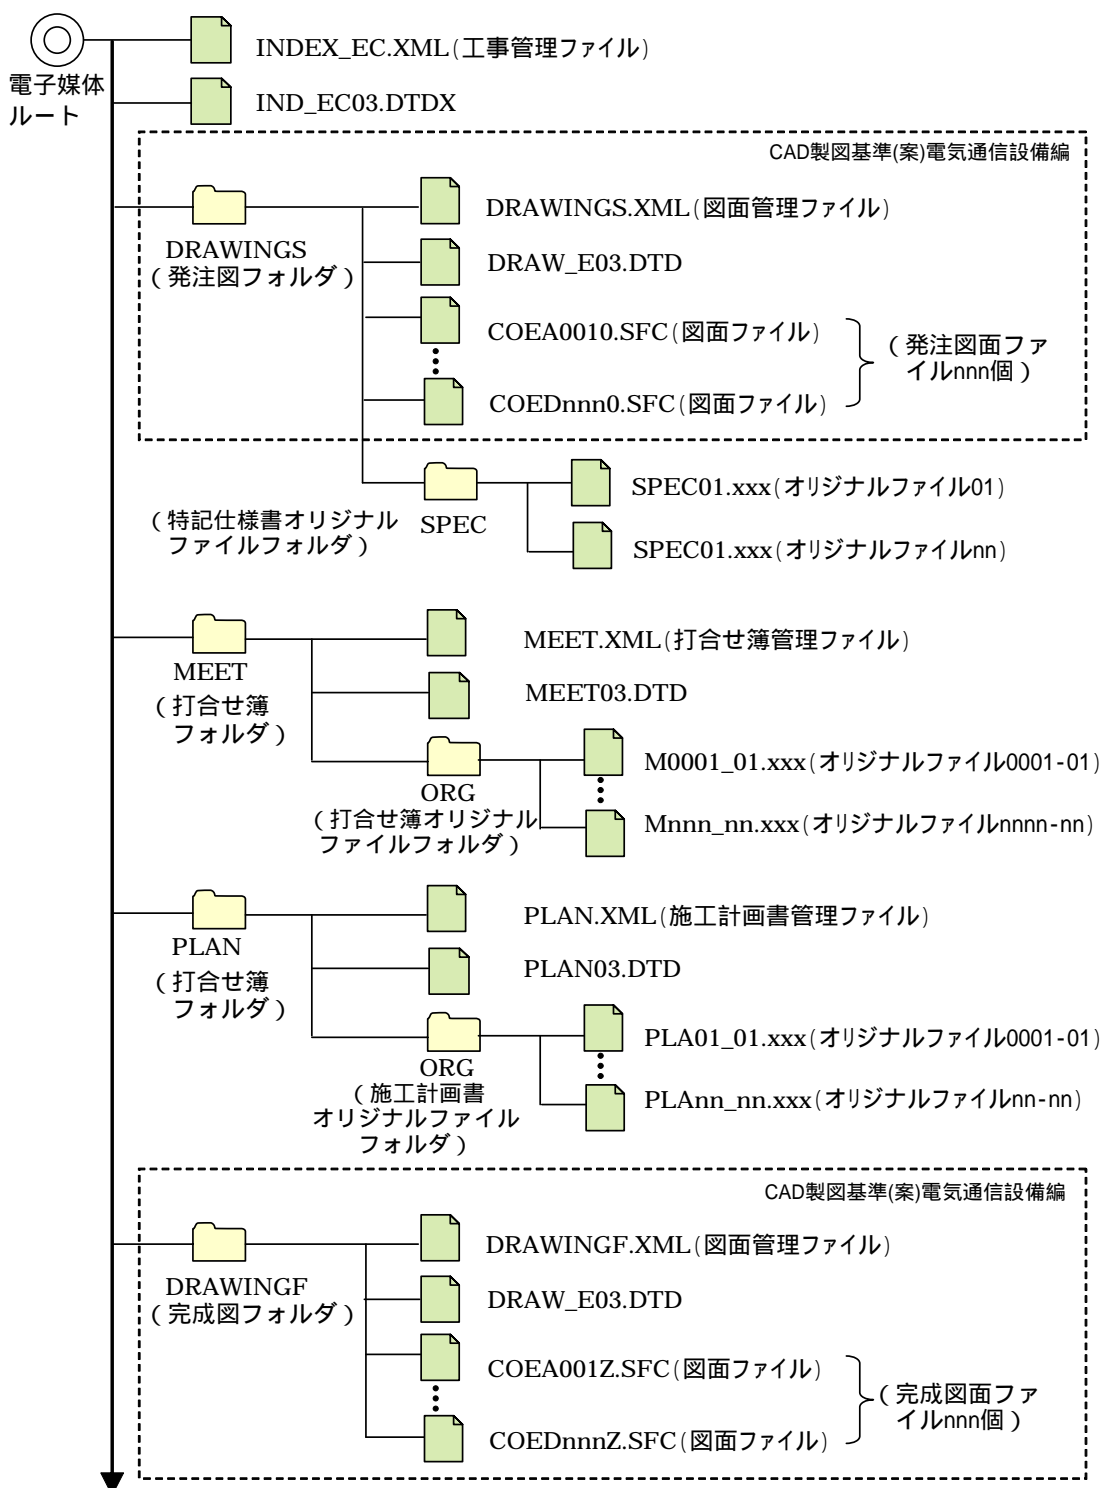 INDEX_EC.XML(工事管理ファイル)
電子媒体
ルート
IND_EC03.DTDX
CAD製図基準(案)電気通信設備編
DRAWINGS
(発注図フォルダ)
DRAWINGS.XML(図面管理ファイル)
DRAW_E03.DTD
COEA0010.SFC(図面ファイル)
COEDnnn0.SFC(図面ファイル)
(発注図面ファ
イルnnn個)
SPEC
(特記仕様書オリジナル
ファイルフォルダ)
SPEC01.xxx(オリジナルファイル01)
SPEC01.xxx(オリジナルファイルnn)
MEET
(打合せ簿
フォルダ)
MEET.XML(打合せ簿管理ファイル)
MEET03.DTD
ORG
(打合せ簿オリジナル
ファイルフォルダ)
M0001_01.xxx(オリジナルファイル0001-01)
Mnnn_nn.xxx(オリジナルファイルnnnn-nn)
PLAN
(打合せ簿
フォルダ)
PLAN.XML(施工計画書管理ファイル)
PLAN03.DTD
ORG
(施工計画書
オリジナルファイル
フォルダ)
PLA01_01.xxx(オリジナルファイル0001-01)
PLAnn_nn.xxx(オリジナルファイルnn-nn)
CAD製図基準(案)電気通信設備編
DRAWINGF
(完成図フォルダ)
DRAWINGF.XML(図面管理ファイル)
DRAW_E03.DTD
COEA001Z.SFC(図面ファイル)
COEDnnnZ.SFC(図面ファイル)
(完成図面ファ
イルnnn個)